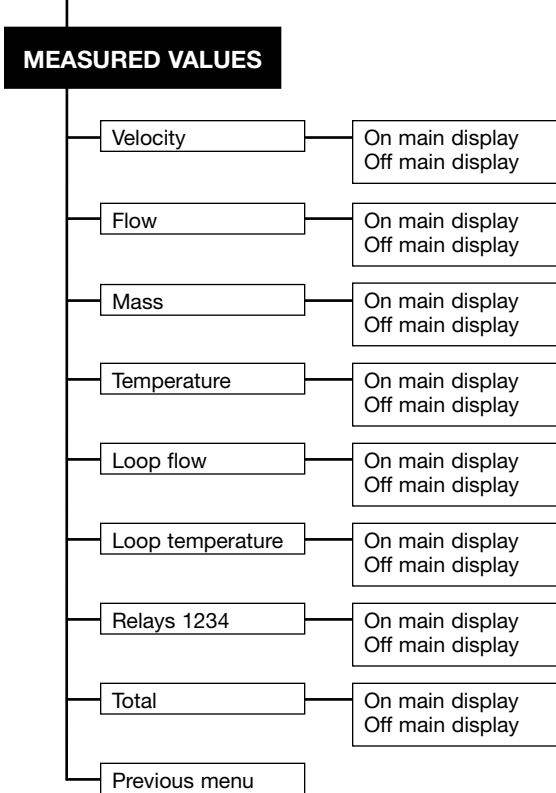 MEASURED VALUES
Velocity
On main display
Off main display
Flow
On main display
Off main display
Mass
On main display
Off main display
Temperature
On main display
Off main display
Loop flow
On main display
Off main display
Loop temperature
On main display
Off main display
Relays 1234
On main display
Off main display
Total
On main display
Off main display
Previous menu